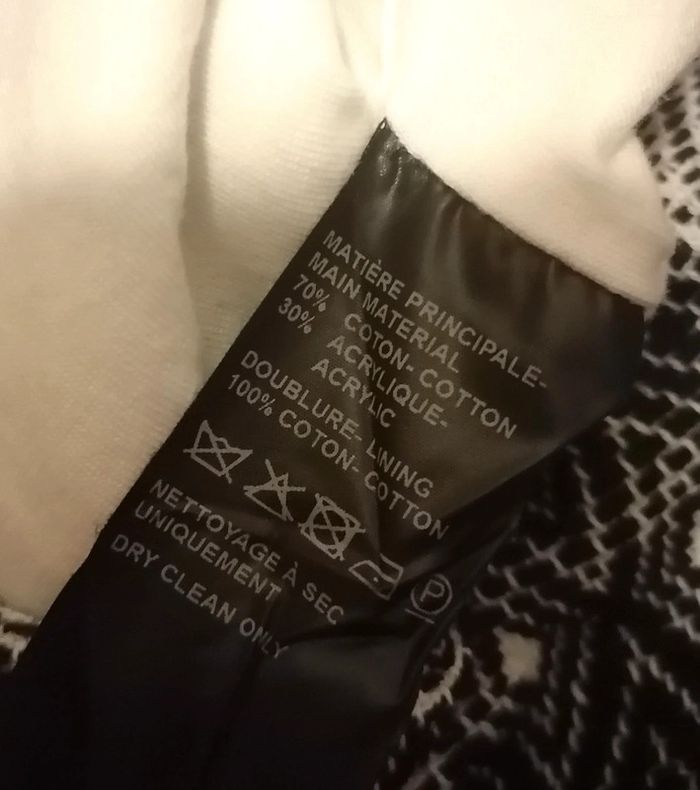 MATIÈRE PRINCIPALE-
MAIN MATERIAL
70% COTON- COTTON
30% ACRYLIQUE-
ACRYLIC
DOUBLURE- LINING
100% COTON- COTTON
P
NETTOYAGE À SEC
UNIQUEMENT
DRY CLEAN ONLY